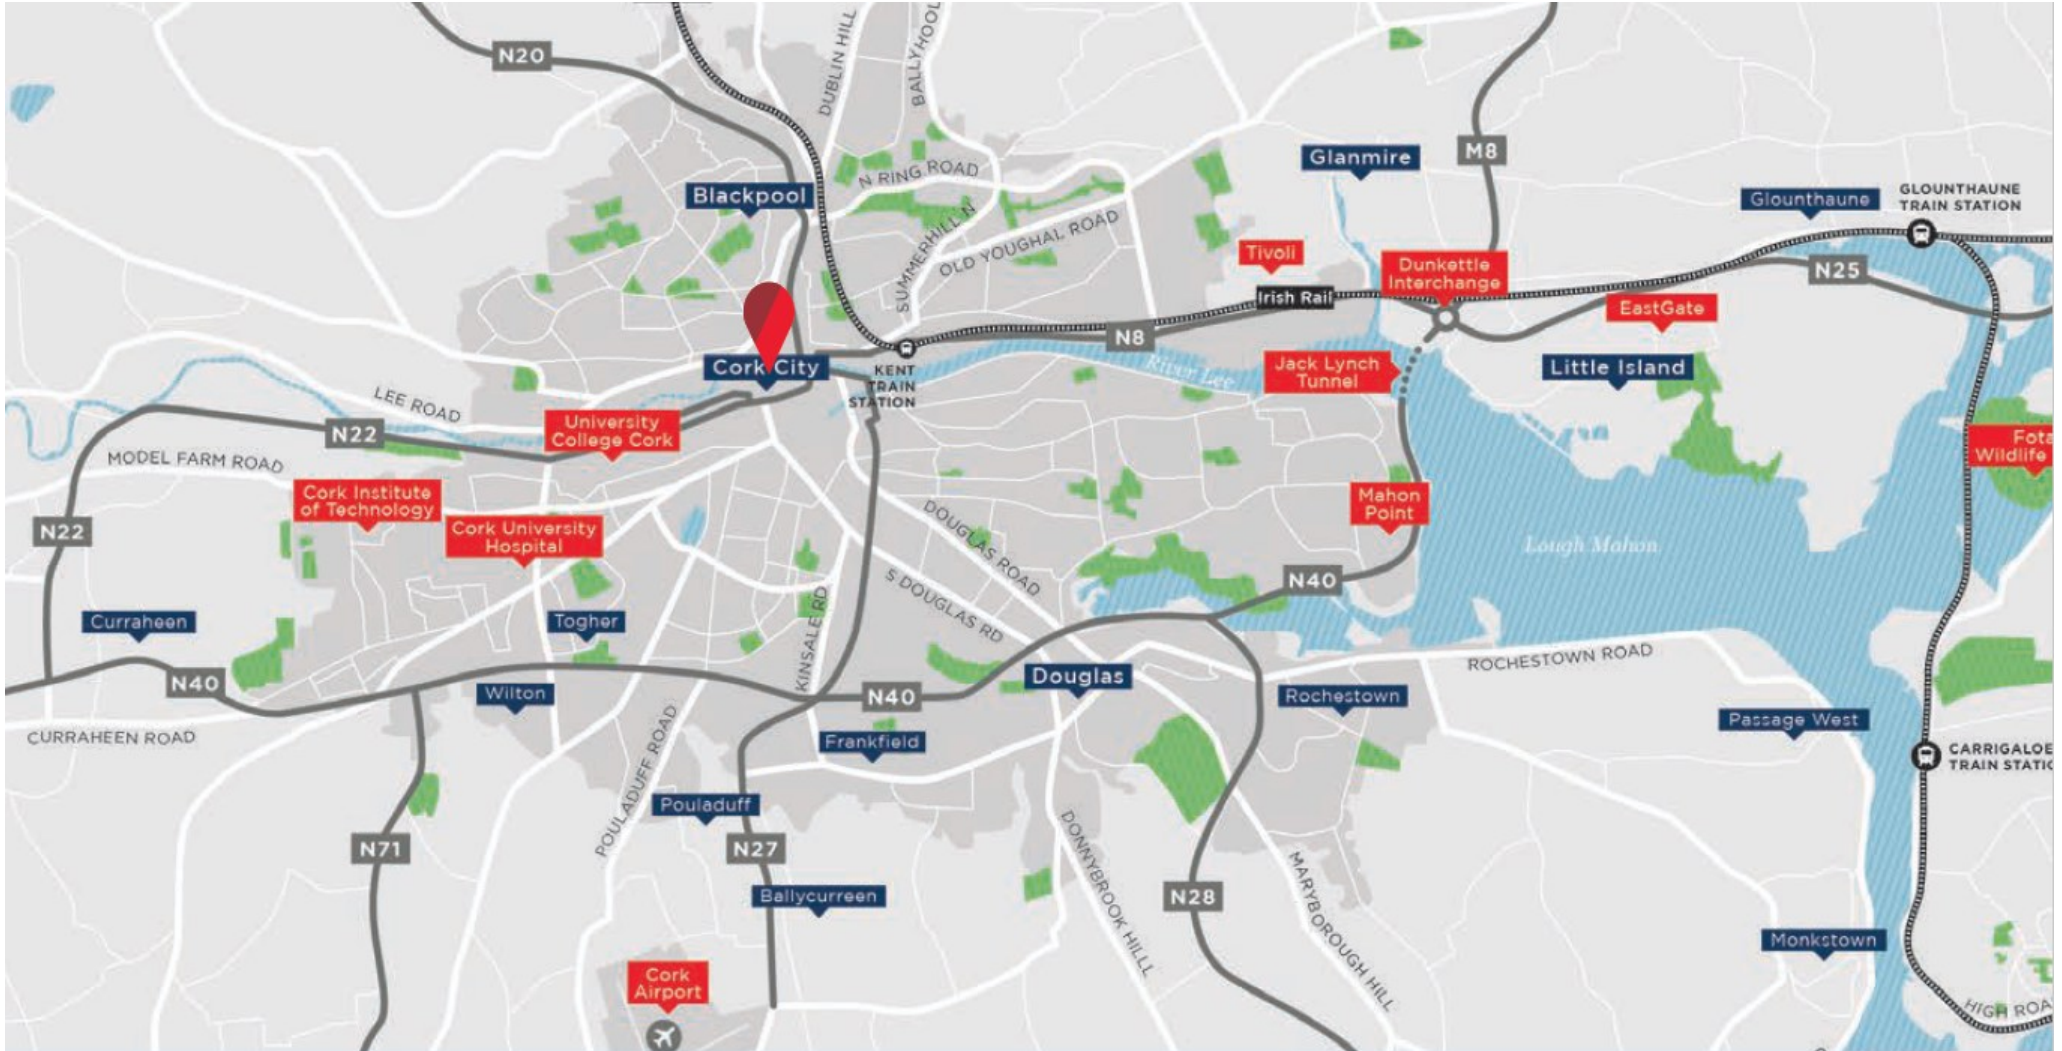 N20
DUBLIN HILL
BALLYHOOL
M8
Glanmire
N RING ROAD
Blackpool
GLOUNTHAUNE
TRAIN STATION
Glounthaune
SUMMERHILL N
OLD YOUGHAL ROAD
Tivoli
Dunkettle
Interchange
N25
Irish Rail
EastGate
N8
Cork City
KENT
TRAIN
STATION
River Lee
Jack Lynch
Tunnel
Little Island
LEE ROAD
University
College Cork
N22
MODEL FARM ROAD
Fota
Wildlife
Cork Institute
of Technology
Cork University
Hospital
N22
Mahon
Point
DOUGLAS ROAD
Lough Mahon
S DOUGLAS RD
N40
KINSALE RD
Curraheen
Togher
ROCHESTOWN ROAD
N40
Wilton
N40
Douglas
Rochestown
CURRAHEEN ROAD
POULADUFF ROAD
Frankfield
Passage West
CARRIGALOE
TRAIN STATIO
Pouladuff
N71
N27
DONNYBROOK HILLL
MARYBOROUGH HILL
Ballycurreen
N28
Monkstown
Cork
Airport
HIGH ROA